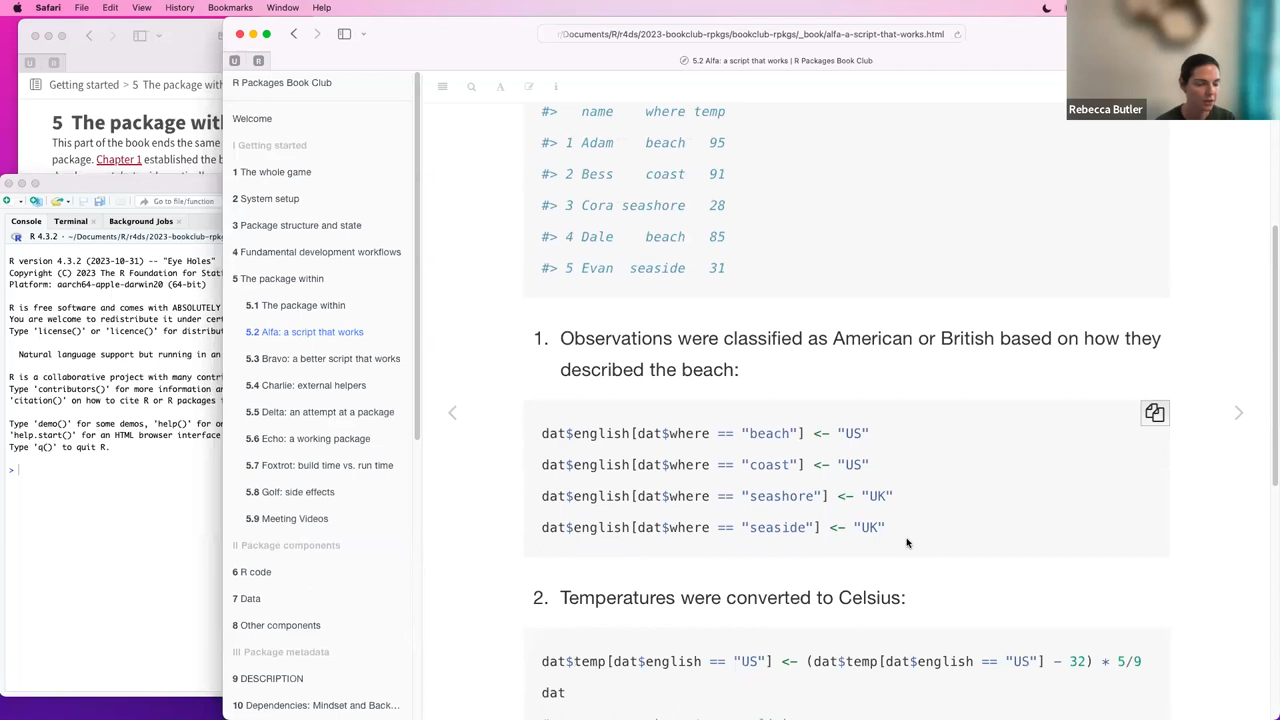 Safari File Edit View History Bookmarks Window Help
/Documents/R/r4ds/2023-bookclub-rpkgs/bookclub-rpkgs/_book/alfa-a-script-that-works.html
5.2 Alfa: a script that works | R Packages Book Club
Rebecca Butler
Getting started > 5 The package with
5 The package wit
This part of the book ends the same
package. Chapter 1 established the b
Go to file/function
Console Terminal Background Jobs
R 4.3.2 · ~/Documents/R/r4ds/2023-bookclub-rpkg
R version 4.3.2 (2023-10-31) -- "Eye Holes"
Copyright (C) 2023 The R Foundation for Stat
Platform: aarch64-apple-darwin20 (64-bit)
R is free software and comes with ABSOLUTELY
You are welcome to redistribute it under cert
Type 'license()' or 'licence()' for distribut
Natural language support but running in an
R is a collaborative project with many contri
Type 'contributors()' for more information an
'citation()' on how to cite R or R packages i
Type 'demo()' for some demos, 'help()' for on
'help.start()' for an HTML browser interface
Type 'q()' to quit R.
>
R Packages Book Club
Welcome
I Getting started
1 The whole game
2 System setup
3 Package structure and state
4 Fundamental development workflows
5 The package within
5.1 The package within
5.2 Alfa: a script that works
5.3 Bravo: a better script that works
5.4 Charlie: external helpers
5.5 Delta: an attempt at a package
5.6 Echo: a working package
5.7 Foxtrot: build time vs. run time
5.8 Golf: side effects
5.9 Meeting Videos
II Package components
6 R code
7 Data
8 Other components
III Package metadata
9 DESCRIPTION
10 Dependencies: Mindset and Back...
#> name where temp
#> 1 Adam beach 95
#> 2 Bess coast 91
#> 3 Cora seashore 28
#> 4 Dale beach 85
#> 5 Evan seaside 31
1. Observations were classified as American or British based on how they
described the beach:
dat$english[dat$where == "beach"] <- "US"
dat$english[dat$where == "coast"] <- "US"
dat$english[dat$where == "seashore"] <- "UK"
dat$english[dat$where == "seaside"] <- "UK"
2. Temperatures were converted to Celsius:
dat$temp[dat$english == "US"] <- (dat$temp[dat$english == "US"] - 32) * 5/9
dat